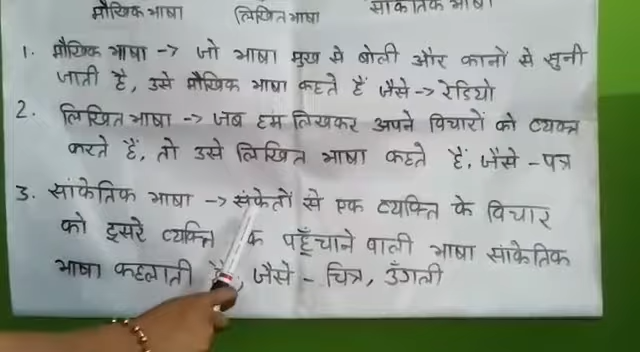 मौखिक भाषा लिखित भाषा सांकेतिक भाषा
1. मौखिक भाषा -> जो भाषा मुख से बोली और कानों से सुनी
जाती है, उसे मौखिक भाषा कहते हैं जैसे -> रेडियो
2. लिखित भाषा -> जब हम लिखकर अपने विचारों को व्यक्त
करते हैं, तो उसे लिखित भाषा कहते हैं, जैसे - पत्र
3. सांकेतिक भाषा -> संकेतों से एक व्यक्ति के विचार
को दूसरे व्यक्ति क पहुँचाने वाली भाषा सांकेतिक
भाषा कहलाती है, जैसे - चित्र, उँगली